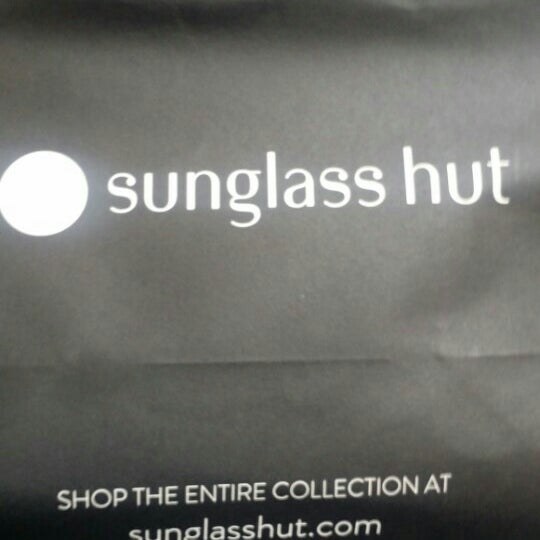 sunglass hut
SHOP THE ENTIRE COLLECTION AT
sunglasshut.com